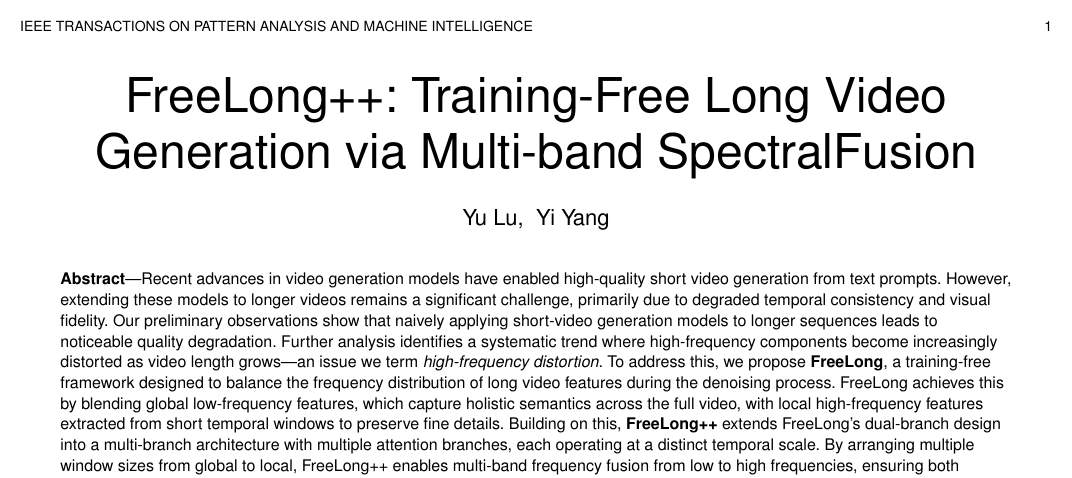 IEEE TRANSACTIONS ON PATTERN ANALYSIS AND MACHINE INTELLIGENCE 1
FreeLong++: Training-Free Long Video
Generation via Multi-band SpectralFusion
Yu Lu, Yi Yang
Abstract—Recent advances in video generation models have enabled high-quality short video generation from text prompts. However,
extending these models to longer videos remains a significant challenge, primarily due to degraded temporal consistency and visual
fidelity. Our preliminary observations show that naively applying short-video generation models to longer sequences leads to
noticeable quality degradation. Further analysis identifies a systematic trend where high-frequency components become increasingly
distorted as video length grows—an issue we term high-frequency distortion. To address this, we propose FreeLong, a training-free
framework designed to balance the frequency distribution of long video features during the denoising process. FreeLong achieves this
by blending global low-frequency features, which capture holistic semantics across the full video, with local high-frequency features
extracted from short temporal windows to preserve fine details. Building on this, FreeLong++ extends FreeLong's dual-branch design
into a multi-branch architecture with multiple attention branches, each operating at a distinct temporal scale. By arranging multiple
window sizes from global to local, FreeLong++ enables multi-band frequency fusion from low to high frequencies, ensuring both